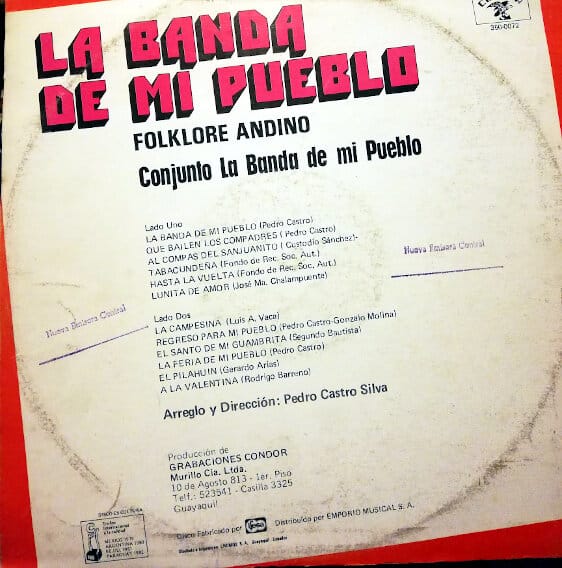 360-0072
LA BANDA
DE MI PUEBLO
FOLKLORE ANDINO
Conjunto La Banda de mi Pueblo
Lado Uno
LA BANDA DE MI PUEBLO (Pedro Castro)
QUE BAILEN LOS COMPADRES ( Pedro Castro)
AL COMPAS DEL SANJUANITO ( Custodio Sánchez)-
TABACUNDEÑA (Fondo de Rec. Soc. Aut.)
HASTA LA VUELTA (Fondo de Rec. Soc. Aut.)
LUNITA DE AMOR (José Ma. Chalampuente)
Nueva Emisora Central
Nueva Emisora Central
Lado Dos
LA CAMPESINA (Luis A. Vaca)
REGRESO PARA MI PUEBLO (Pedro Castro-Gonzalo Molina)
EL SANTO DE MI GUAMBRITA (Segundo Bautista)
LA FERIA DE MI PUEBLO (Pedro Castro)
EL PILAHUIN (Gerardo Arias)
A LA VALENTINA (Rodrigo Barreno)
Arreglo y Dirección: Pedro Castro Silva
Producción de
GRABACIONES CONDOR
Murillo Cía. Ltda.
10 de Agosto 813 - 1er. Piso
Telf.: 523541 - Casilla 3325
Guayaquil
DISCO ES CULTURA
Disco Fabricado por
Distribuido por EMPORIO MUSICAL S. A.